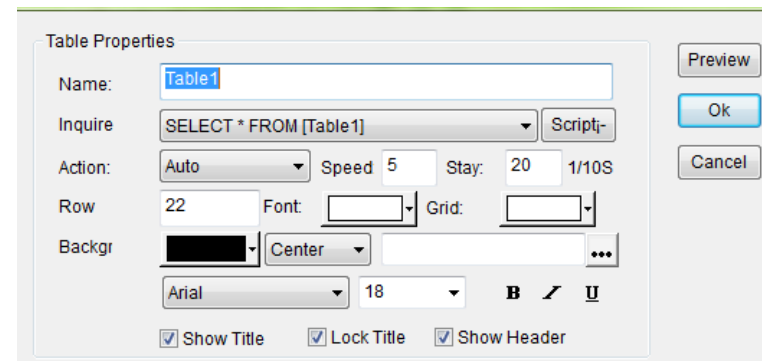 Table Properties
Preview
Name: Table1
Ok
Inquire SELECT * FROM [Table1] Script¡-
Action: Auto Speed 5 Stay: 20 1/10S
Cancel
Row 22 Font: Grid:
Backgr Center •••
Arial 18 B I U
Show Title Lock Title Show Header